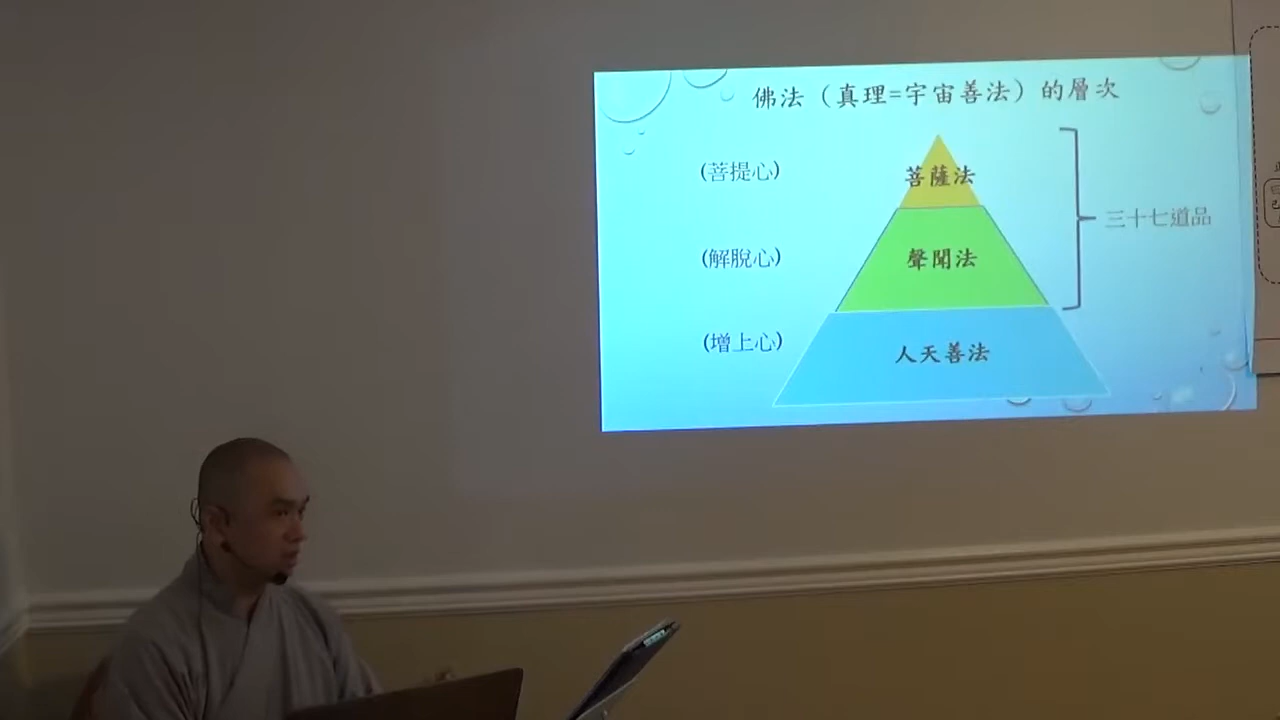 佛法（真理=宇宙善法）的層次
(菩提心)
菩薩法
三十七道品
(解脫心)
聲聞法
(增上心)
人天善法